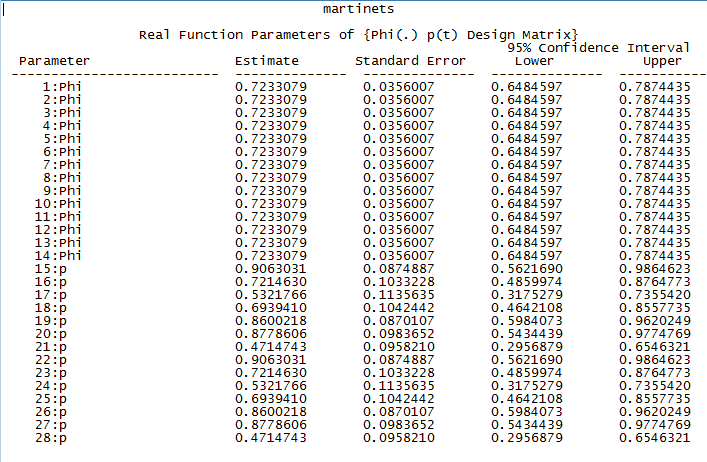 martinets
Real Function Parameters of {Phi(.) p(t) Design Matrix}
95% Confidence Interval
Parameter Estimate Standard Error Lower Upper
-------------------------- -------------- -------------- -------------- --------------
1:Phi 0.7233079 0.0356007 0.6484597 0.7874435
2:Phi 0.7233079 0.0356007 0.6484597 0.7874435
3:Phi 0.7233079 0.0356007 0.6484597 0.7874435
4:Phi 0.7233079 0.0356007 0.6484597 0.7874435
5:Phi 0.7233079 0.0356007 0.6484597 0.7874435
6:Phi 0.7233079 0.0356007 0.6484597 0.7874435
7:Phi 0.7233079 0.0356007 0.6484597 0.7874435
8:Phi 0.7233079 0.0356007 0.6484597 0.7874435
9:Phi 0.7233079 0.0356007 0.6484597 0.7874435
10:Phi 0.7233079 0.0356007 0.6484597 0.7874435
11:Phi 0.7233079 0.0356007 0.6484597 0.7874435
12:Phi 0.7233079 0.0356007 0.6484597 0.7874435
13:Phi 0.7233079 0.0356007 0.6484597 0.7874435
14:Phi 0.7233079 0.0356007 0.6484597 0.7874435
15:p 0.9063031 0.0874887 0.5621690 0.9864623
16:p 0.7214630 0.1033228 0.4859974 0.8764773
17:p 0.5321766 0.1135635 0.3175279 0.7355420
18:p 0.6939410 0.1042442 0.4642108 0.8557735
19:p 0.8600218 0.0870107 0.5984073 0.9620249
20:p 0.8778606 0.0983652 0.5434439 0.9774769
21:p 0.4714743 0.0958210 0.2956879 0.6546321
22:p 0.9063031 0.0874887 0.5621690 0.9864623
23:p 0.7214630 0.1033228 0.4859974 0.8764773
24:p 0.5321766 0.1135635 0.3175279 0.7355420
25:p 0.6939410 0.1042442 0.4642108 0.8557735
26:p 0.8600218 0.0870107 0.5984073 0.9620249
27:p 0.8778606 0.0983652 0.5434439 0.9774769
28:p 0.4714743 0.0958210 0.2956879 0.6546321